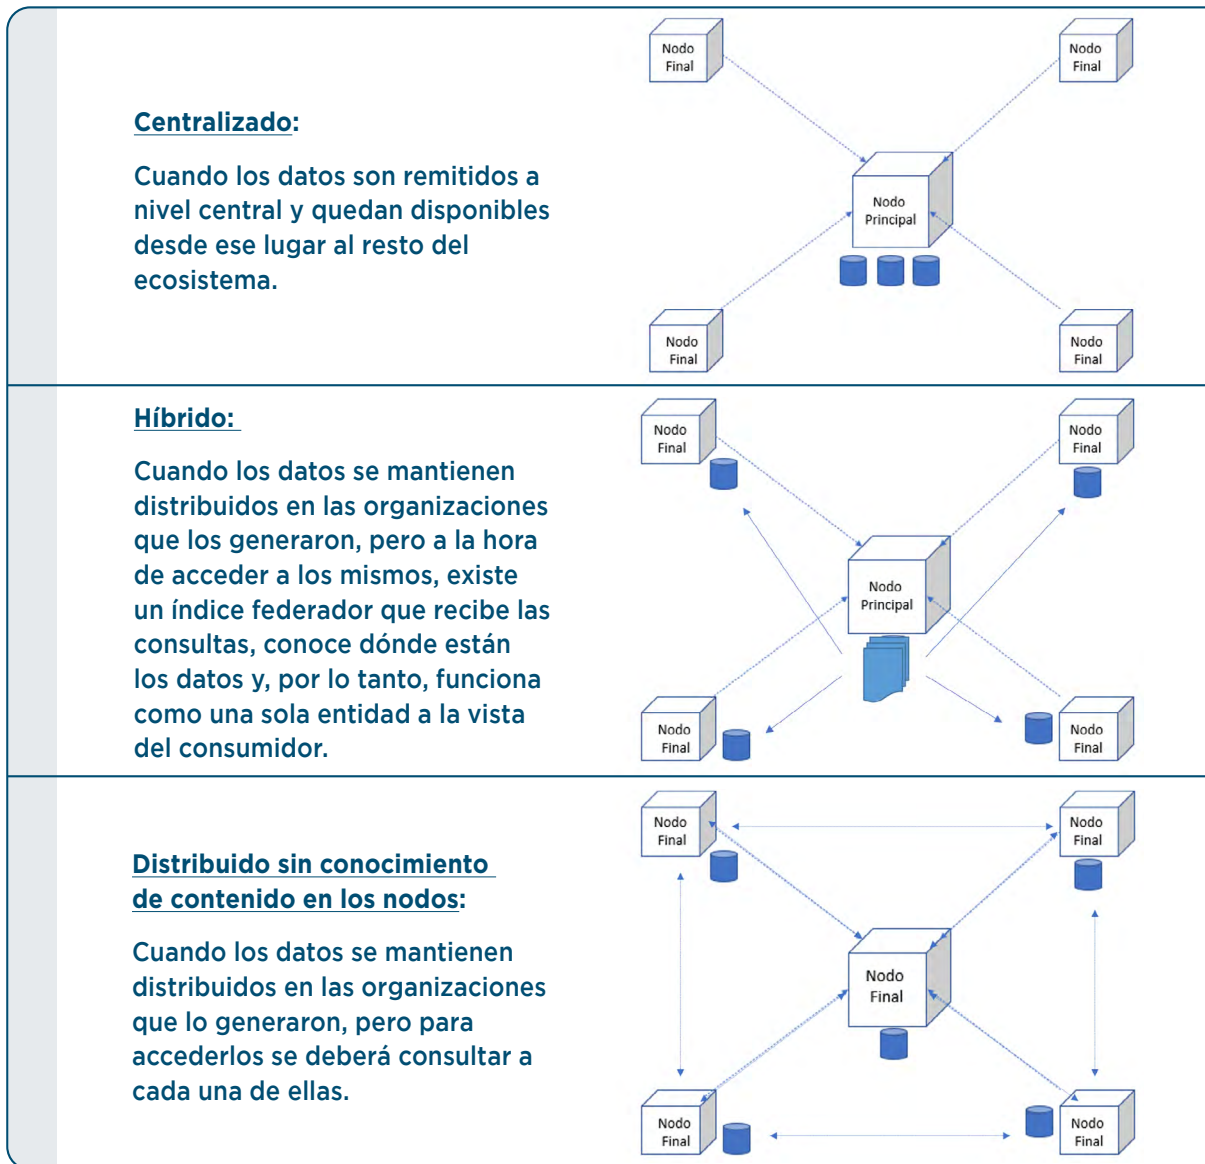 Centralizado:
Cuando los datos son remitidos a
nivel central y quedan disponibles
desde ese lugar al resto del
ecosistema.
Nodo
Final
Nodo
Final
Nodo
Principal
Nodo
Final
Nodo
Final
Híbrido:
Cuando los datos se mantienen
distribuidos en las organizaciones
que los generaron, pero a la hora
de acceder a los mismos, existe
un índice federador que recibe las
consultas, conoce dónde están
los datos y, por lo tanto, funciona
como una sola entidad a la vista
del consumidor.
Nodo
Final
Nodo
Final
Nodo
Principal
Nodo
Final
Nodo
Final
Distribuido sin conocimiento
de contenido en los nodos:
Cuando los datos se mantienen
distribuidos en las organizaciones
que lo generaron, pero para
accederlos se deberá consultar a
cada una de ellas.
Nodo
Final
Nodo
Final
Nodo
Final
Nodo
Final
Nodo
Final